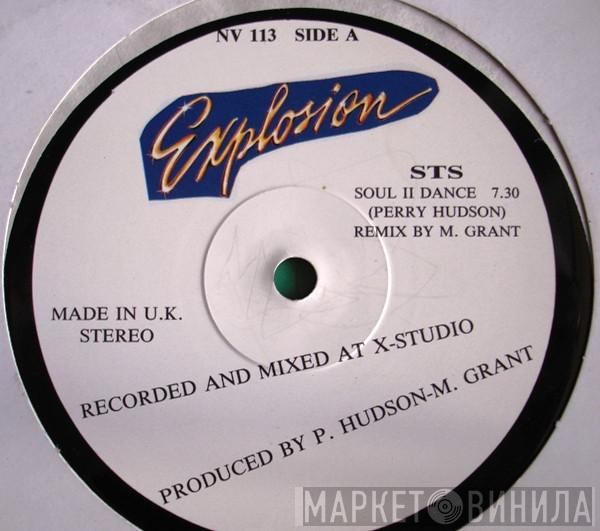 NV 113 SIDE A
Explosion
STS
SOUL II DANCE 7.30
(PERRY HUDSON)
REMIX BY M. GRANT
MADE IN U.K.
STEREO
RECORDED AND MIXED AT X-STUDIO
PRODUCED BY P. HUDSON-M. GRANT
МАРКЕТ ВИНИЛА